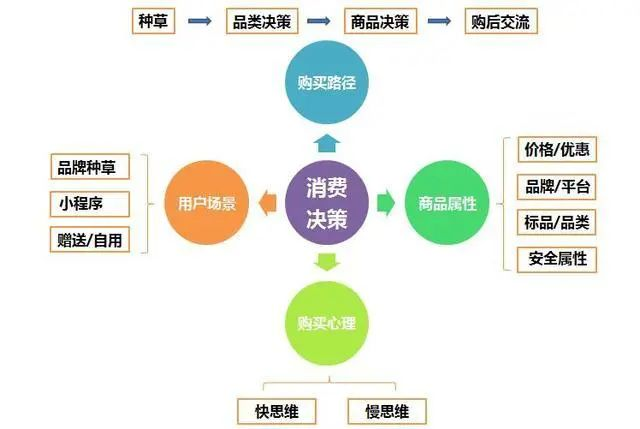 种草
品类决策
商品决策
购后交流
购买路径
品牌种草
小程序
赠送/自用
用户场景
消费
决策
商品属性
价格/优惠
品牌/平台
标品/品类
安全属性
购买心理
快思维
慢思维